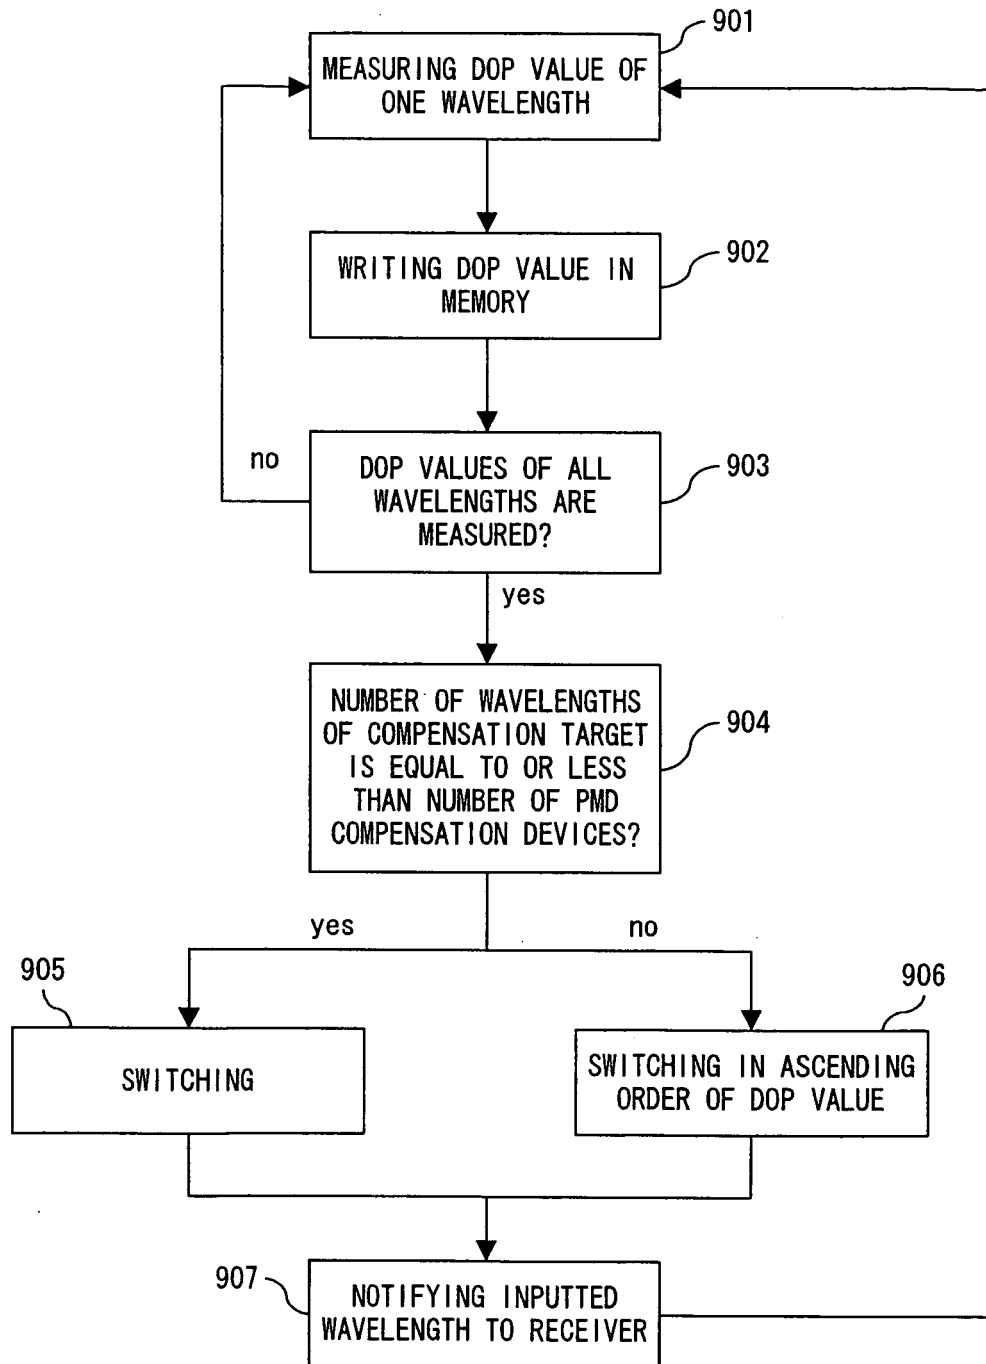 901
MEASURING DOP VALUE OF
ONE WAVELENGTH
902
WRITING DOP VALUE IN
MEMORY
no
903
DOP VALUES OF ALL
WAVELENGTHS ARE
MEASURED?
yes
904
NUMBER OF WAVELENGTHS
OF COMPENSATION TARGET
IS EQUAL TO OR LESS
THAN NUMBER OF PMD
COMPENSATION DEVICES?
yes
no
905
SWITCHING
906
SWITCHING IN ASCENDING
ORDER OF DOP VALUE
907
NOTIFYING INPUTTED
WAVELENGTH TO RECEIVER